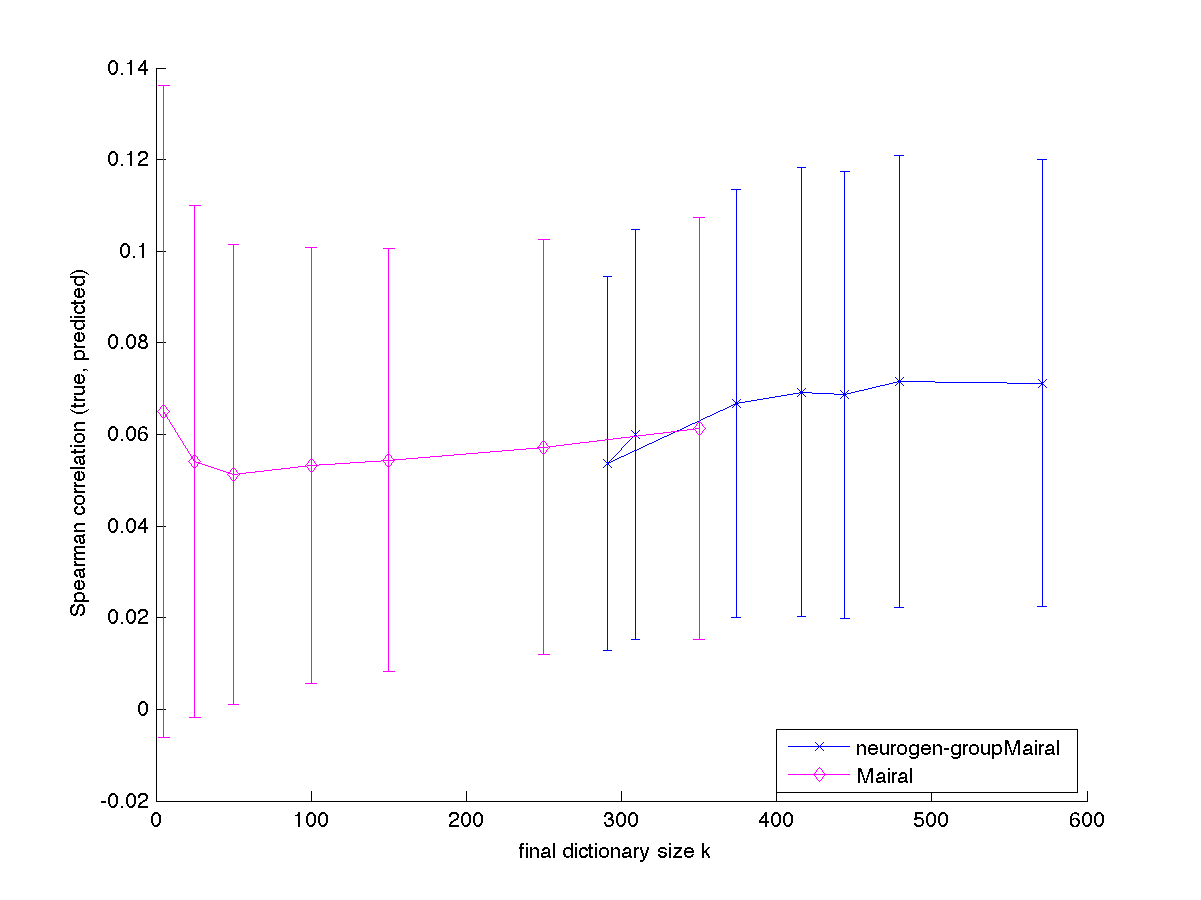 0.14
0.12
0.1
0.08
0.06
0.04
0.02
0
-0.02
Spearman correlation (true, predicted)
0 100 200 300 400 500 600
final dictionary size k
neurogen-groupMairal
Mairal